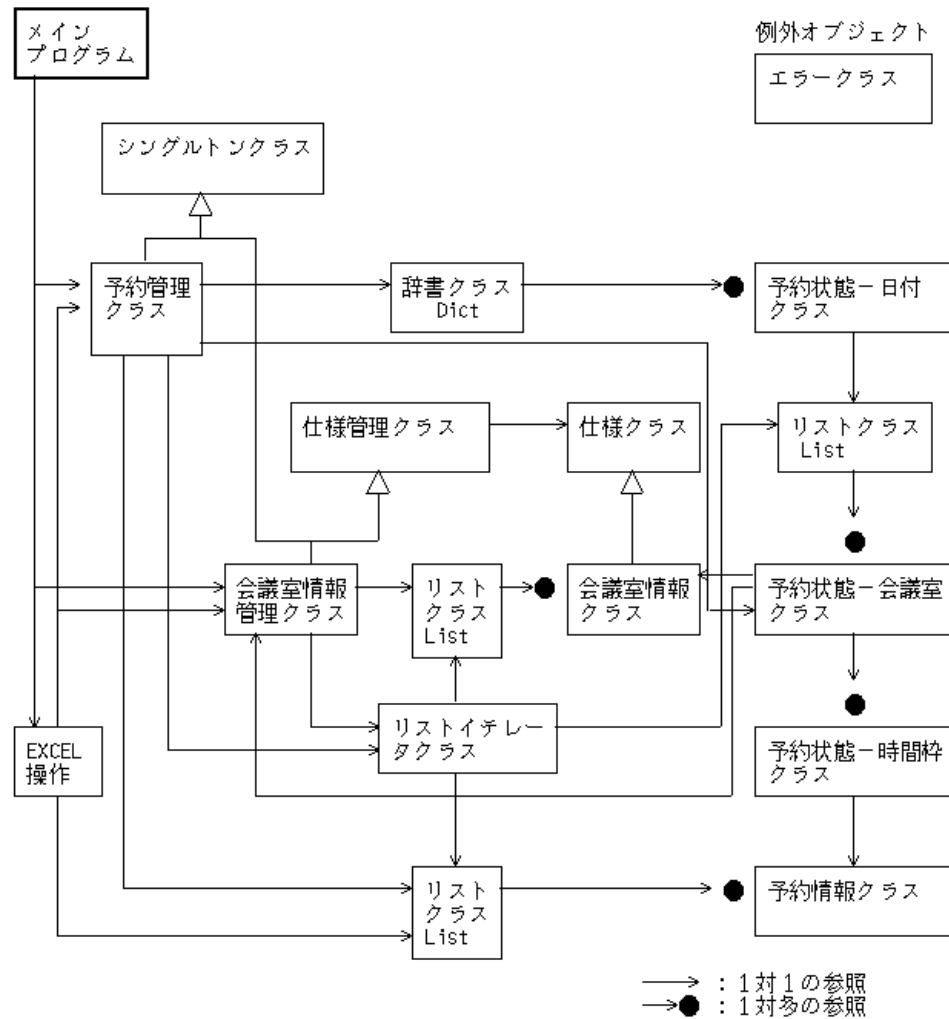 メイン
プログラム
例外オブジェクト
エラークラス
シングルトンクラス
予約管理
クラス
辞書クラス
Dict
予約状態－日付
クラス
仕様管理クラス
仕様クラス
リストクラス
List
会議室情報
管理クラス
リスト
クラス
List
会議室情報
クラス
予約状態－会議室
クラス
リストイテレー
タクラス
EXCEL
操作
予約状態－時間枠
クラス
リスト
クラス
List
予約情報クラス
：1対1の参照
：1対多の参照